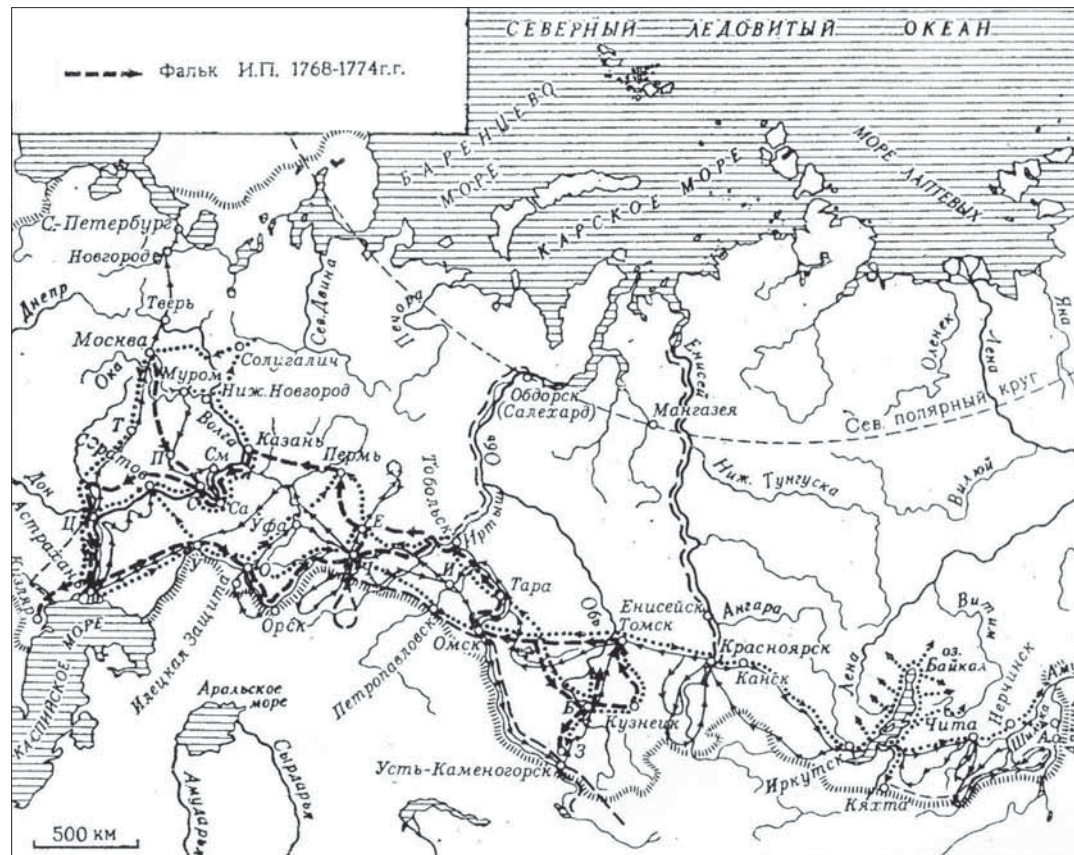 СЕВЕРНЫЙ ЛЕДОВИТЫЙ ОКЕАН
Фальк И.П. 1768-1774г.г.
БАРЕНЦЕВО
МОРЕ
КАРСКОЕ МОРЕ
МОРЕ ЛАПТЕВЫХ
С.-Петербург
Новгород
Днепр
Тверь
Сев.Двина
Печора
Москва
Солигалич
Ока
Муром
Ниж. Новгород
Волга
Казань
Пермь
Обдорск
(Салехард)
Обь
Енисей
Мангазея
Сев. полярный круг
Оленек
Лена
Яна
Ниж. Тунгуска
Вилюй
Т
П
См
С
Са
Саратов
Дон
Ц
Астрахань
Кизляр
Уфа
Е
Тобольск
Иртыш
О
Ч
И
Тара
Илецкая Защита
Орск
Петропавловск
Омск
Обь
Енисейск
Томск
Ангара
Красноярск
Канск
Лена
Витим
оз.
Байкал
Нерчинск
Шилка
А
Чита
Б
Кузнецк
З
Усть-Каменогорск
Иркутск
Кяхта
КАСПИЙСКОЕ МОРЕ
Аральское
море
Сырдарья
Амударья
500 км